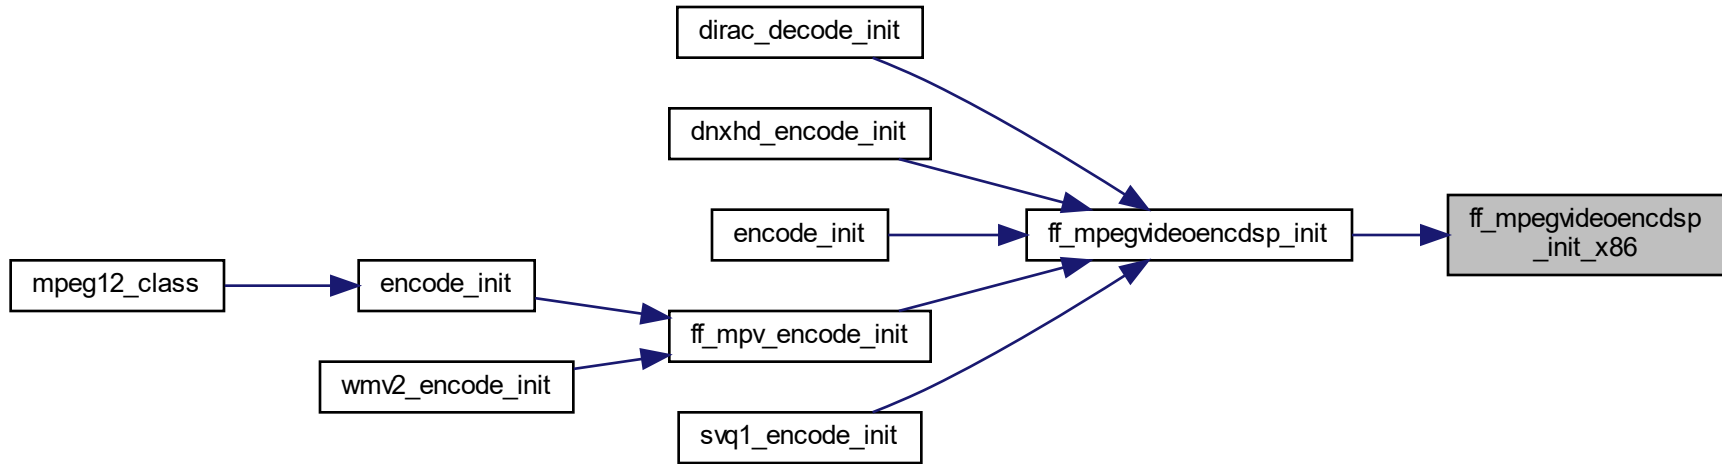 dirac_decode_init
dnxhd_encode_init
encode_init
ff_mpegvideoencdsp_init
ff_mpegvideoencdsp
_init_x86
mpeg12_class
encode_init
ff_mpv_encode_init
wmv2_encode_init
svq1_encode_init